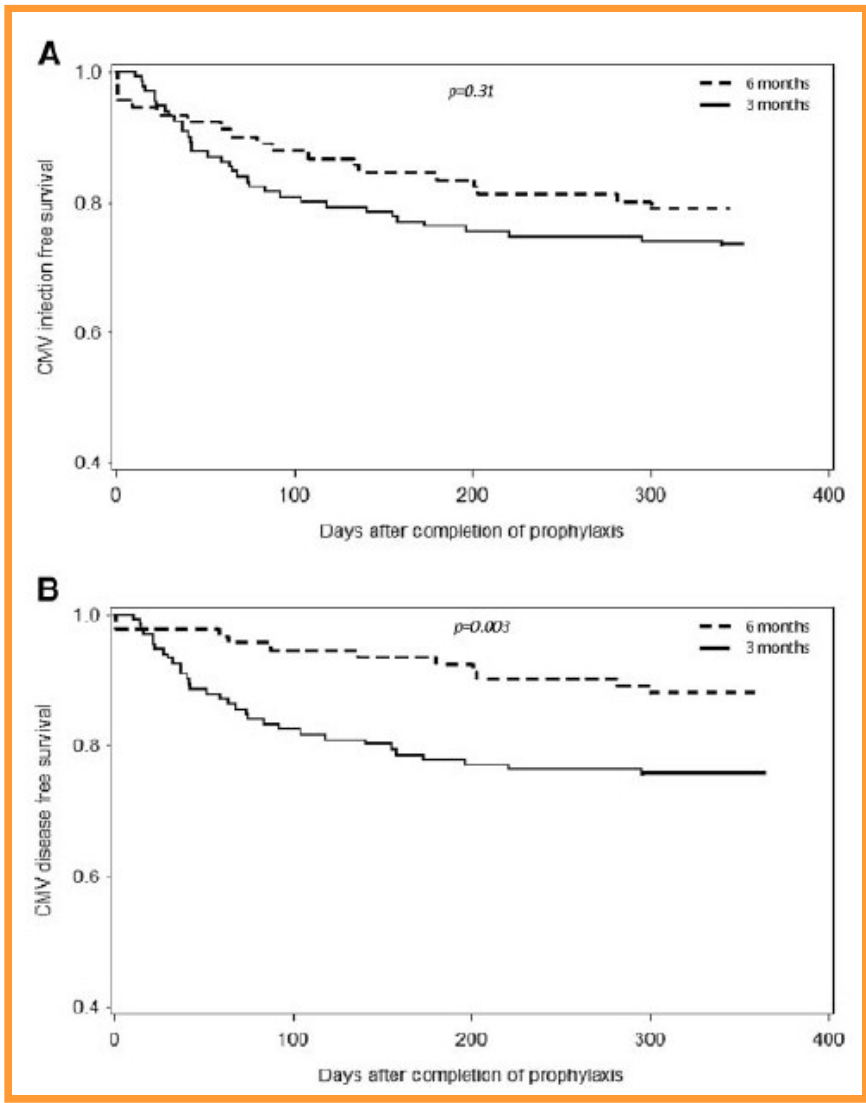 A
1.0
p=0.31
6 months
3 months
0.8
CMV infection free survival
0.6
0.4
0 100 200 300 400
Days after completion of prophylaxis
B
1.0
p=0.003
6 months
3 months
0.8
CMV disease free survival
0.6
0.4
0 100 200 300 400
Days after completion of prophylaxis